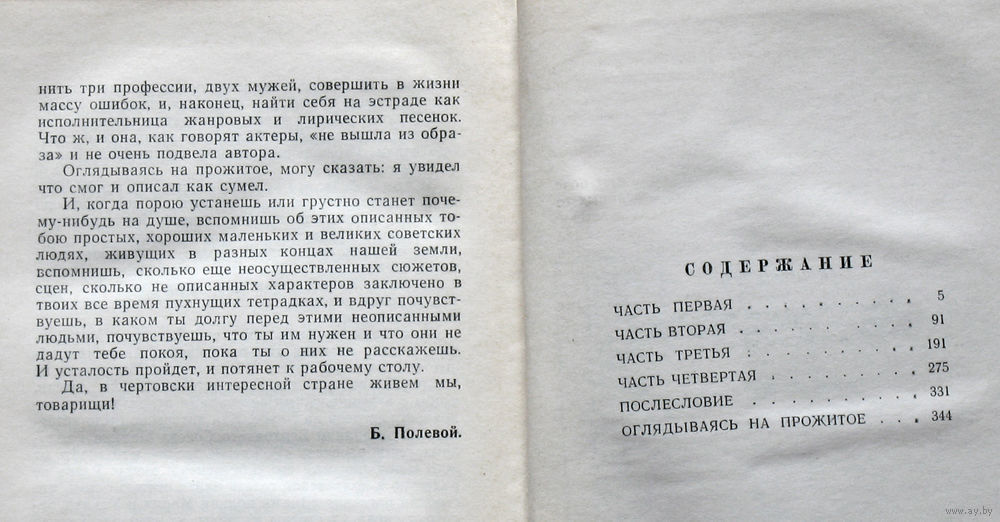 нить три профессии, двух мужей, совершить в жизни
массу ошибок, и, наконец, найти себя на эстраде как
исполнительница жанровых и лирических песенок.
Что ж, и она, как говорят актеры, «не вышла из обра-
за» и не очень подвела автора.
Оглядываясь на прожитое, могу сказать: я увидел
что смог и описал как сумел.
И, когда порою устанешь или грустно станет поче-
му-нибудь на душе, вспомнишь об этих описанных то-
бою простых, хороших маленьких и великих советских
людях, живущих в разных концах нашей земли,
вспомнишь, сколько еще неосуществленных сюжетов,
сцен, сколько не описанных характеров заключено в
твоих все время пухнущих тетрадках, и вдруг почувст-
вуешь, в каком ты долгу перед этими неописанными
людьми, почувствуешь, что ты им нужен и что они не
дадут тебе покоя, пока ты о них не расскажешь.
И усталость пройдет, и потянет к рабочему столу.
Да, в чертовски интересной стране живем мы,
товарищи!
Б. Полевой.
СОДЕРЖАНИЕ
ЧАСТЬ ПЕРВАЯ . . . . . . . . . 5
ЧАСТЬ ВТОРАЯ . . . . . . . . . 91
ЧАСТЬ ТРЕТЬЯ . . . . . . . . . 191
ЧАСТЬ ЧЕТВЕРТАЯ . . . . . . . . 275
ПОСЛЕСЛОВИЕ . . . . . . . . . 331
ОГЛЯДЫВАЯСЬ НА ПРОЖИТОЕ . . . 344
www.ay.by